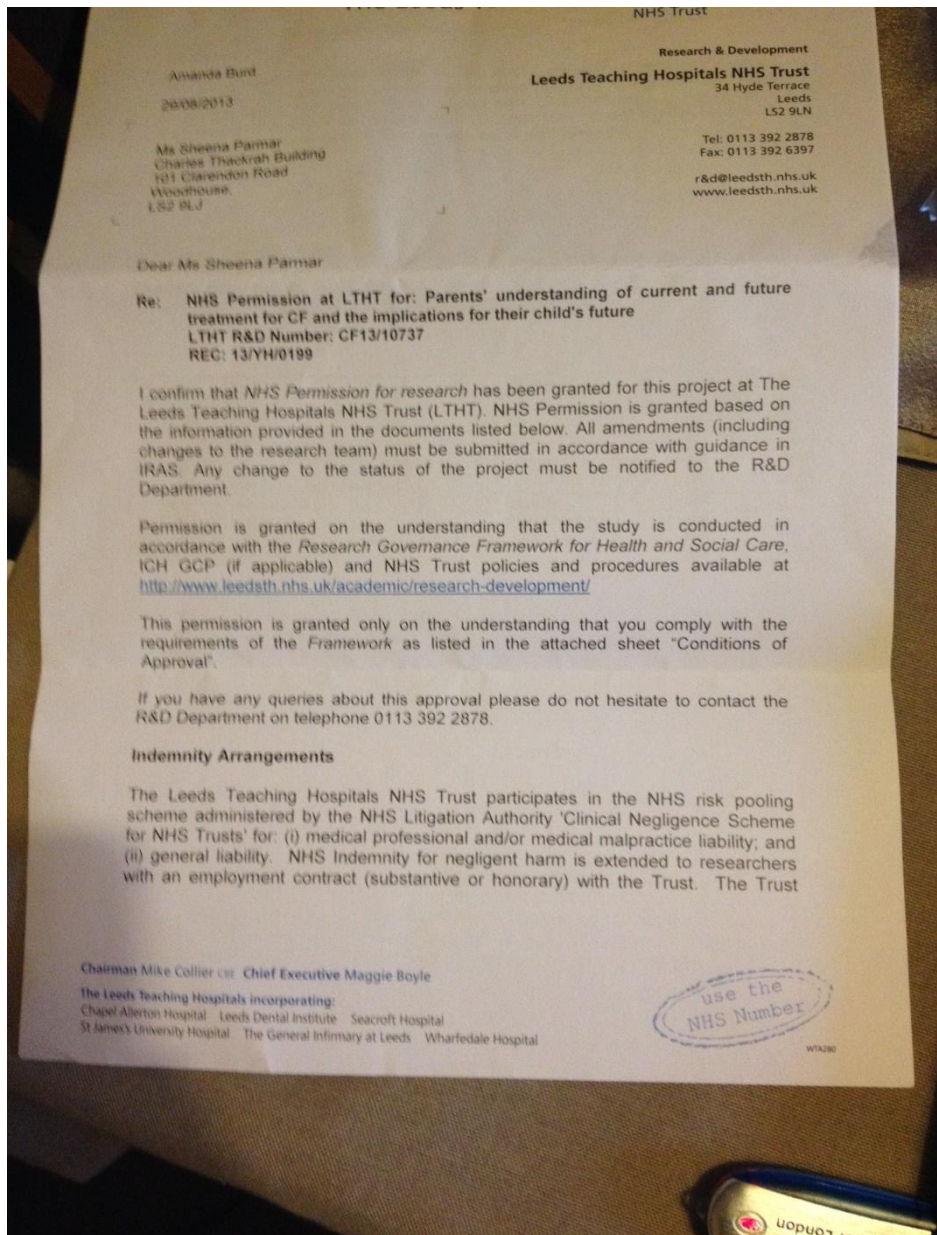 The Leeds
NHS Trust
Research & Development
Leeds Teaching Hospitals NHS Trust
34 Hyde Terrace
Leeds
LS2 9LN
Tel: 0113 392 2878
Fax: 0113 392 6397
r&d@leedsth.nhs.uk
www.leedsth.nhs.uk
Amanda Burd
29/08/2013
Ms Sheena Parmar
Charles Thackrah Building
101 Clarendon Road
Woodhouse,
LS2 9LJ
Dear Ms Sheena Parmar
Re: NHS Permission at LTHT for: Parents' understanding of current and future
treatment for CF and the implications for their child's future
LTHT R&D Number: CF13/10737
REC: 13/YH/0199
I confirm that NHS Permission for research has been granted for this project at The
Leeds Teaching Hospitals NHS Trust (LTHT). NHS Permission is granted based on
the information provided in the documents listed below. All amendments (including
changes to the research team) must be submitted in accordance with guidance in
IRAS. Any change to the status of the project must be notified to the R&D
Department.
Permission is granted on the understanding that the study is conducted in
accordance with the Research Governance Framework for Health and Social Care,
ICH GCP (if applicable) and NHS Trust policies and procedures available at
http://www.leedsth.nhs.uk/academic/research-development/
This permission is granted only on the understanding that you comply with the
requirements of the Framework as listed in the attached sheet "Conditions of
Approval".
If you have any queries about this approval please do not hesitate to contact the
R&D Department on telephone 0113 392 2878.
Indemnity Arrangements
The Leeds Teaching Hospitals NHS Trust participates in the NHS risk pooling
scheme administered by the NHS Litigation Authority 'Clinical Negligence Scheme
for NHS Trusts' for: (i) medical professional and/or medical malpractice liability; and
(ii) general liability. NHS Indemnity for negligent harm is extended to researchers
with an employment contract (substantive or honorary) with the Trust. The Trust
Chairman Mike Collier CBE Chief Executive Maggie Boyle
The Leeds Teaching Hospitals incorporating:
Chapel Allerton Hospital Leeds Dental Institute Seacroft Hospital
St James's University Hospital The General Infirmary at Leeds Wharfedale Hospital
use the
NHS Number
WTA280
London